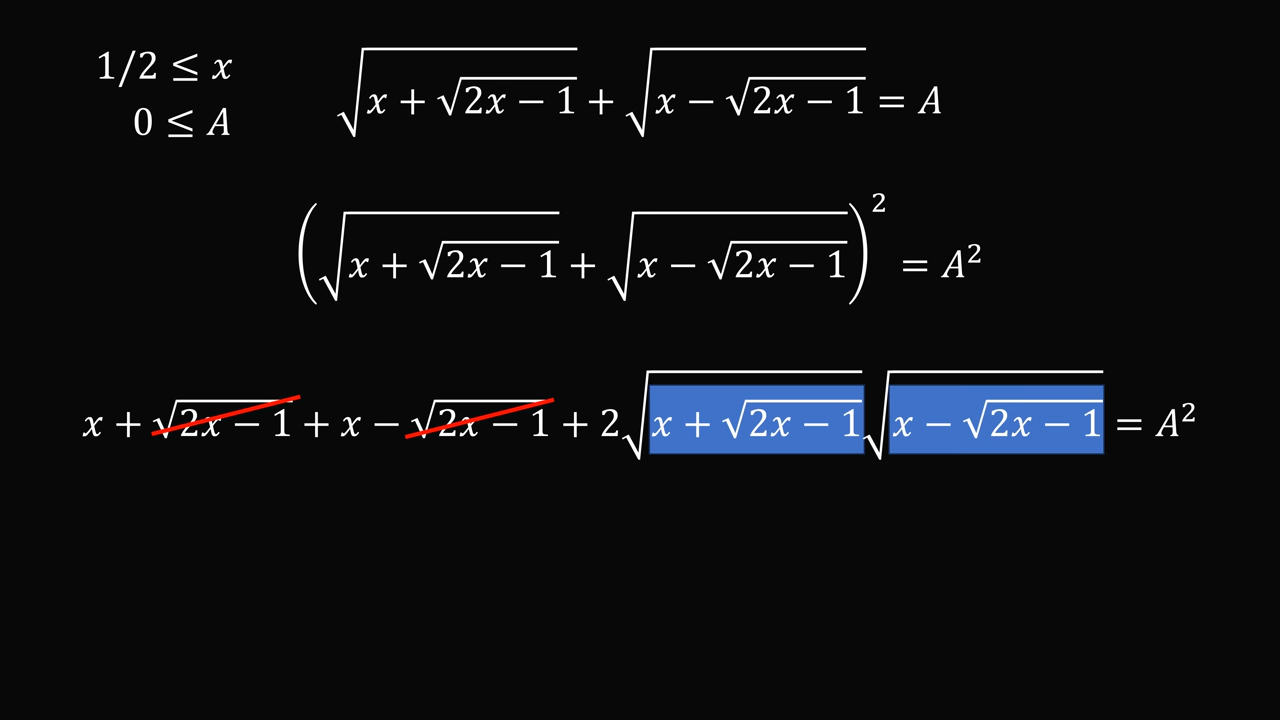 1/2 ≤ x
0 ≤ A
√(x + √(2x − 1)) + √(x − √(2x − 1)) = A
(√(x + √(2x − 1)) + √(x − √(2x − 1)))² = A²
x + √(2x − 1) + x − √(2x − 1) + 2√(x + √(2x − 1)) √(x − √(2x − 1)) = A²